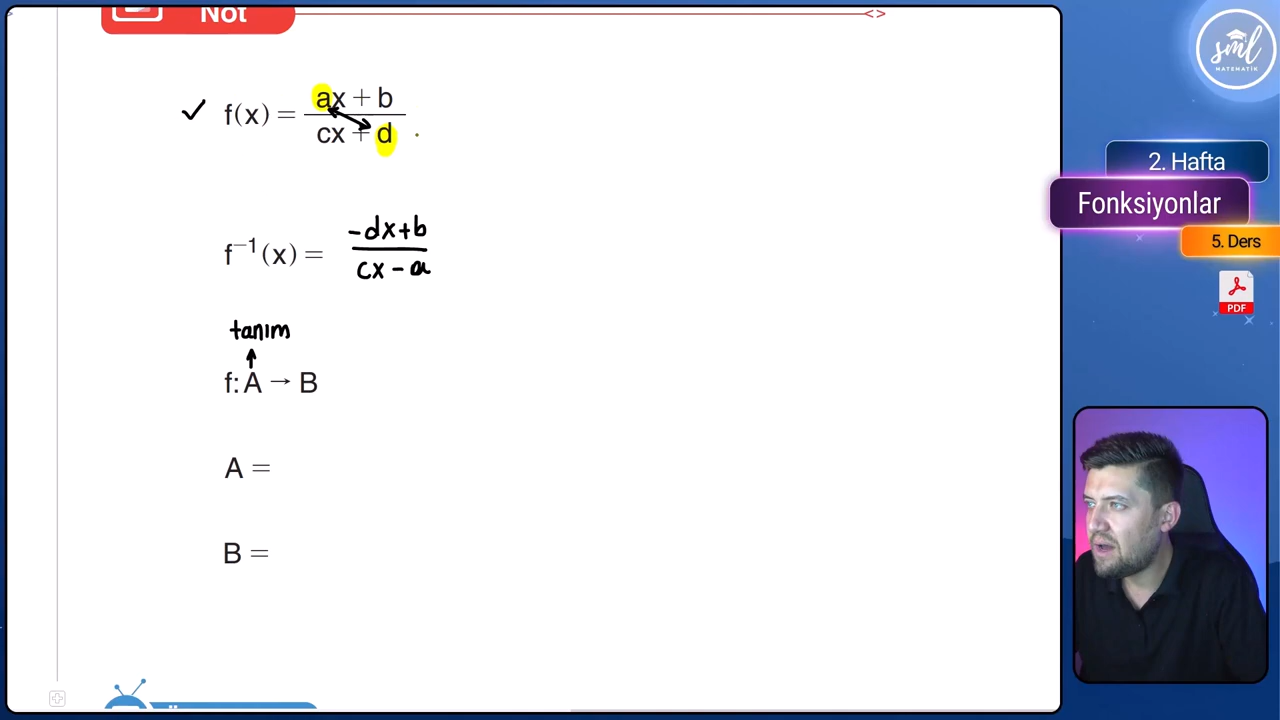 Not
<>
f(x) = ax + b
cx + d
f⁻¹(x) = -dx+b
cx - a
tanım
f: A → B
A =
B =
sml
MATEMATİK
2. Hafta
Fonksiyonlar
5. Ders
PDF